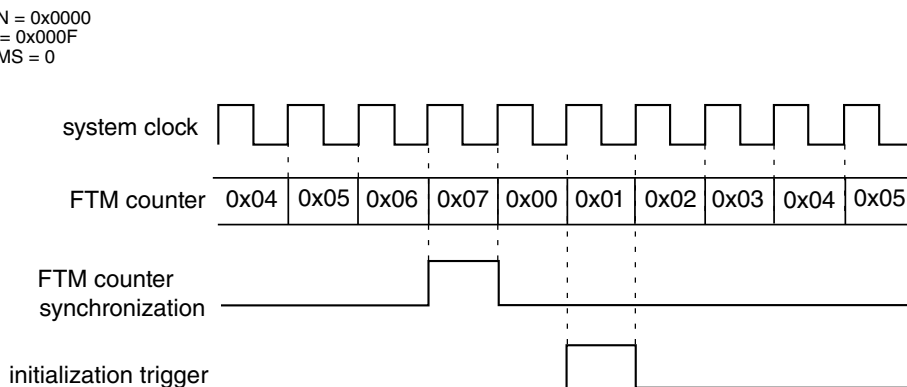 N = 0x0000
= 0x000F
MS = 0
system clock
FTM counter 0x04 0x05 0x06 0x07 0x00 0x01 0x02 0x03 0x04 0x05
FTM counter
synchronization
initialization trigger